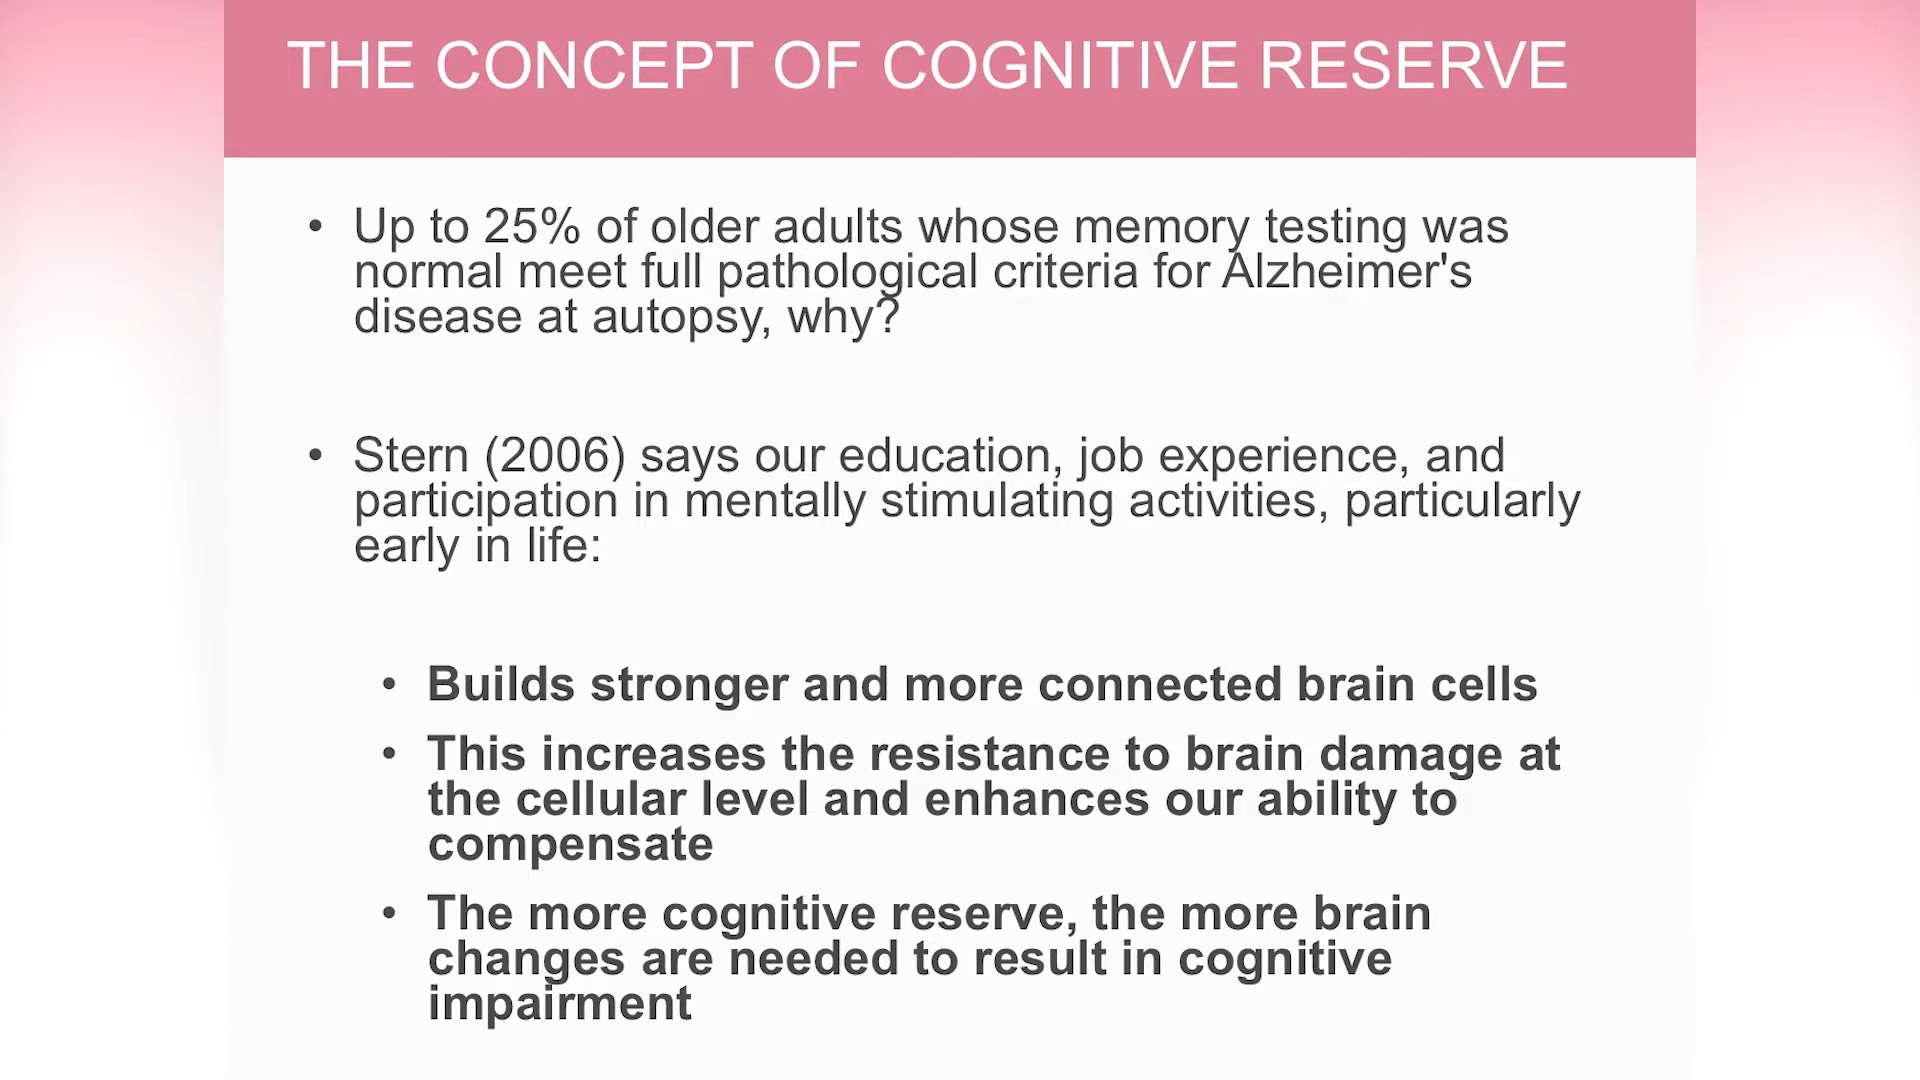 THE CONCEPT OF COGNITIVE RESERVE
• Up to 25% of older adults whose memory testing was
normal meet full pathological criteria for Alzheimer's
disease at autopsy, why?
• Stern (2006) says our education, job experience, and
participation in mentally stimulating activities, particularly
early in life:
• Builds stronger and more connected brain cells
• This increases the resistance to brain damage at
the cellular level and enhances our ability to
compensate
• The more cognitive reserve, the more brain
changes are needed to result in cognitive
impairment